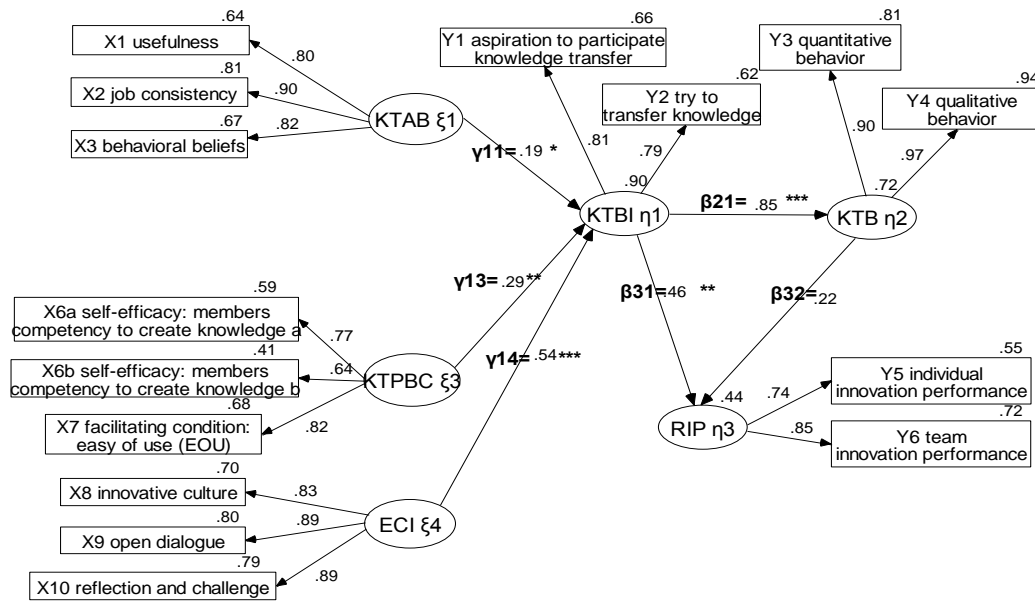 .64
X1 usefulness
.80
.81
X2 job consistency
.90
.67
X3 behavioral beliefs
.82
KTAB ξ1
γ11= .19 *
.66
Y1 aspiration to participate
knowledge transfer
.81
.62
Y2 try to
transfer knowledge
.79
.90
KTBI η1
.81
Y3 quantitative
behavior
.90
.94
Y4 qualitative
behavior
.97
.72
KTB η2
β21= .85 ***
γ13= .29 **
β31= .46 **
β32= .22
.59
X6a self-efficacy: members
competency to create knowledge a
.77
.41
X6b self-efficacy: members
competency to create knowledge b
.64
KTPBC ξ3
.68
X7 facilitating condition:
easy of use (EOU)
.82
γ14= .54 ***
.44
RIP η3
.55
Y5 individual
innovation performance
.74
.72
Y6 team
innovation performance
.85
.70
X8 innovative culture
.83
.80
X9 open dialogue
.89
ECI ξ4
.79
X10 reflection and challenge
.89